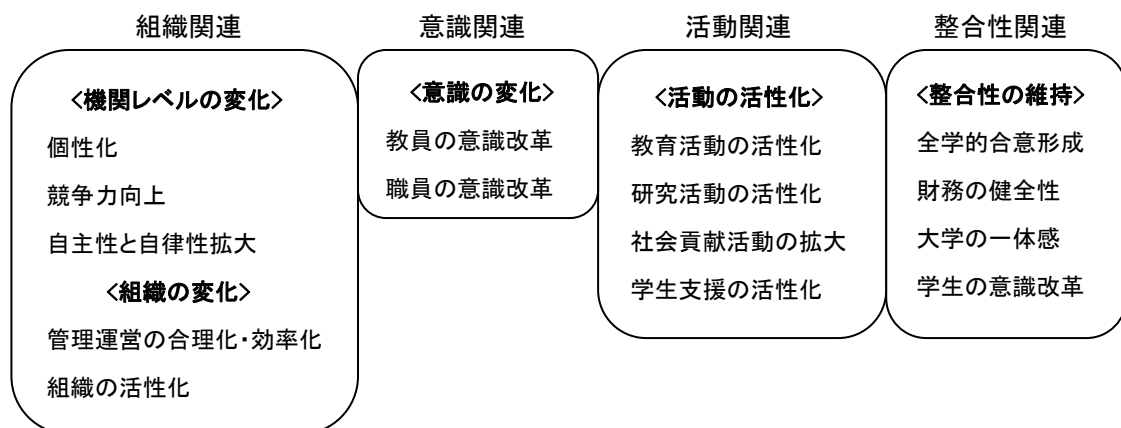 組織関連
<機関レベルの変化>
個性化
競争力向上
自主性と自律性拡大
<組織の変化>
管理運営の合理化・効率化
組織の活性化
意識関連
<意識の変化>
教員の意識改革
職員の意識改革
活動関連
<活動の活性化>
教育活動の活性化
研究活動の活性化
社会貢献活動の拡大
学生支援の活性化
整合性関連
<整合性の維持>
全学的合意形成
財務の健全性
大学の一体感
学生の意識改革